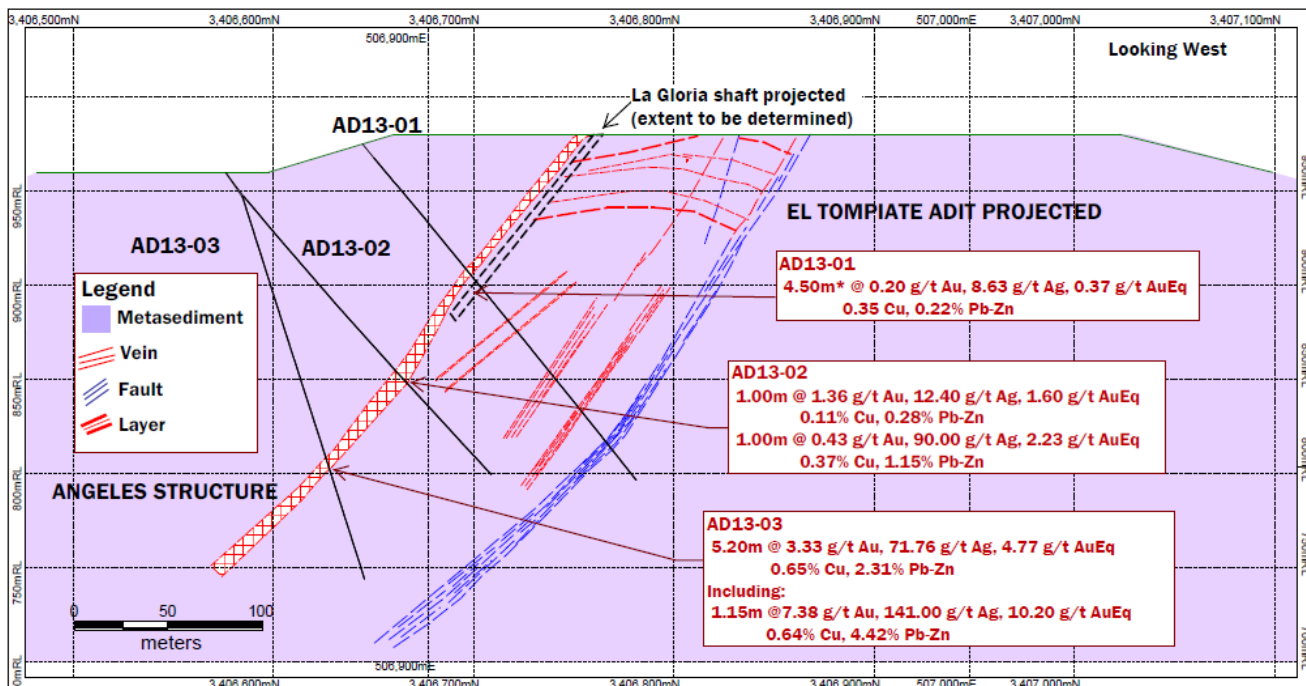 3,406,500mN 3,406,600mN 3,406,700mN 3,406,800mN 3,406,900mN 507,000mE 3,407,000mN 3,407,100mN
506,900mE
Looking West
La Gloria shaft projected
(extent to be determined)
AD13-01
950mRL
EL TOMPIATE ADIT PROJECTED
AD13-03
AD13-02
AD13-01
4.50m* @ 0.20 g/t Au, 8.63 g/t Ag, 0.37 g/t AuEq
0.35 Cu, 0.22% Pb-Zn
Legend
Metasediment
Vein
Fault
Layer
900mRL
850mRL
AD13-02
1.00m @ 1.36 g/t Au, 12.40 g/t Ag, 1.60 g/t AuEq
0.11% Cu, 0.28% Pb-Zn
1.00m @ 0.43 g/t Au, 90.00 g/t Ag, 2.23 g/t AuEq
0.37% Cu, 1.15% Pb-Zn
800mRL
ANGELES STRUCTURE
AD13-03
5.20m @ 3.33 g/t Au, 71.76 g/t Ag, 4.77 g/t AuEq
0.65% Cu, 2.31% Pb-Zn
Including:
1.15m @7.38 g/t Au, 141.00 g/t Ag, 10.20 g/t AuEq
0.64% Cu, 4.42% Pb-Zn
750mRL
0 50 100
meters
506,900mE
3,406,600mN 3,406,700mN 3,406,800mN 3,406,900mN 507,000mE 3,407,000mN